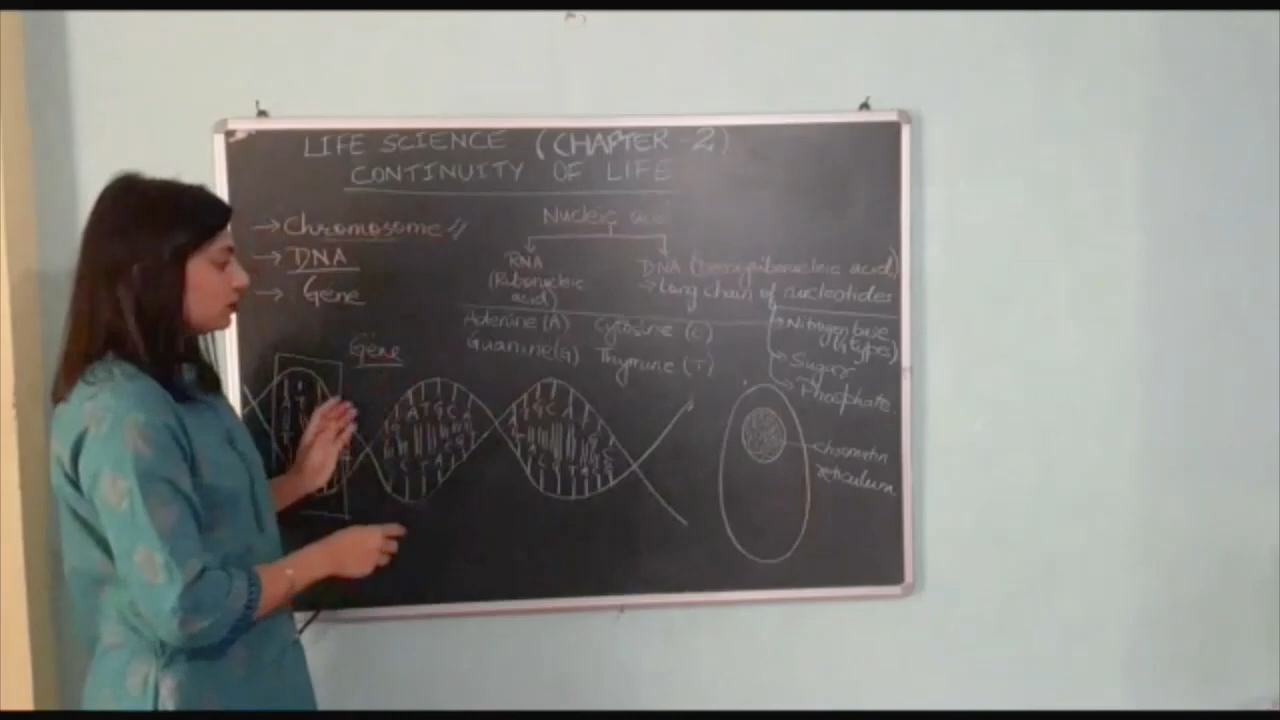 LIFE SCIENCE (CHAPTER - 2)
CONTINUITY OF LIFE
→ Chromosome //
→ DNA
→ Gene
Nucleic
RNA
(Ribonucleic
acid)
DNA (Deoxyribonucleic acid)
→ Long chain of nucleotides
→ Nitrogen base
types)
→ Sugar
→ Phosphate.
Adenine (A) Cytosine (C)
Guanine (G) Thymine (T)
Gene
A T G C A
G C A
Chromatin
reticulum